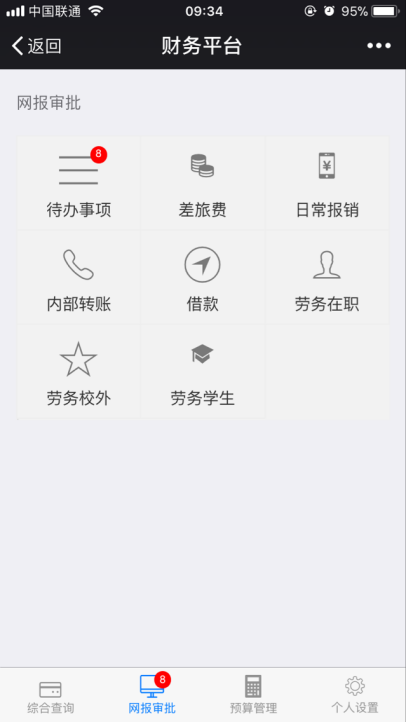 中国联通 09:34 95%
返回 财务平台
网报审批
8
待办事项 差旅费 日常报销
内部转账 借款 劳务在职
劳务校外 劳务学生
8
综合查询 网报审批 预算管理 个人设置